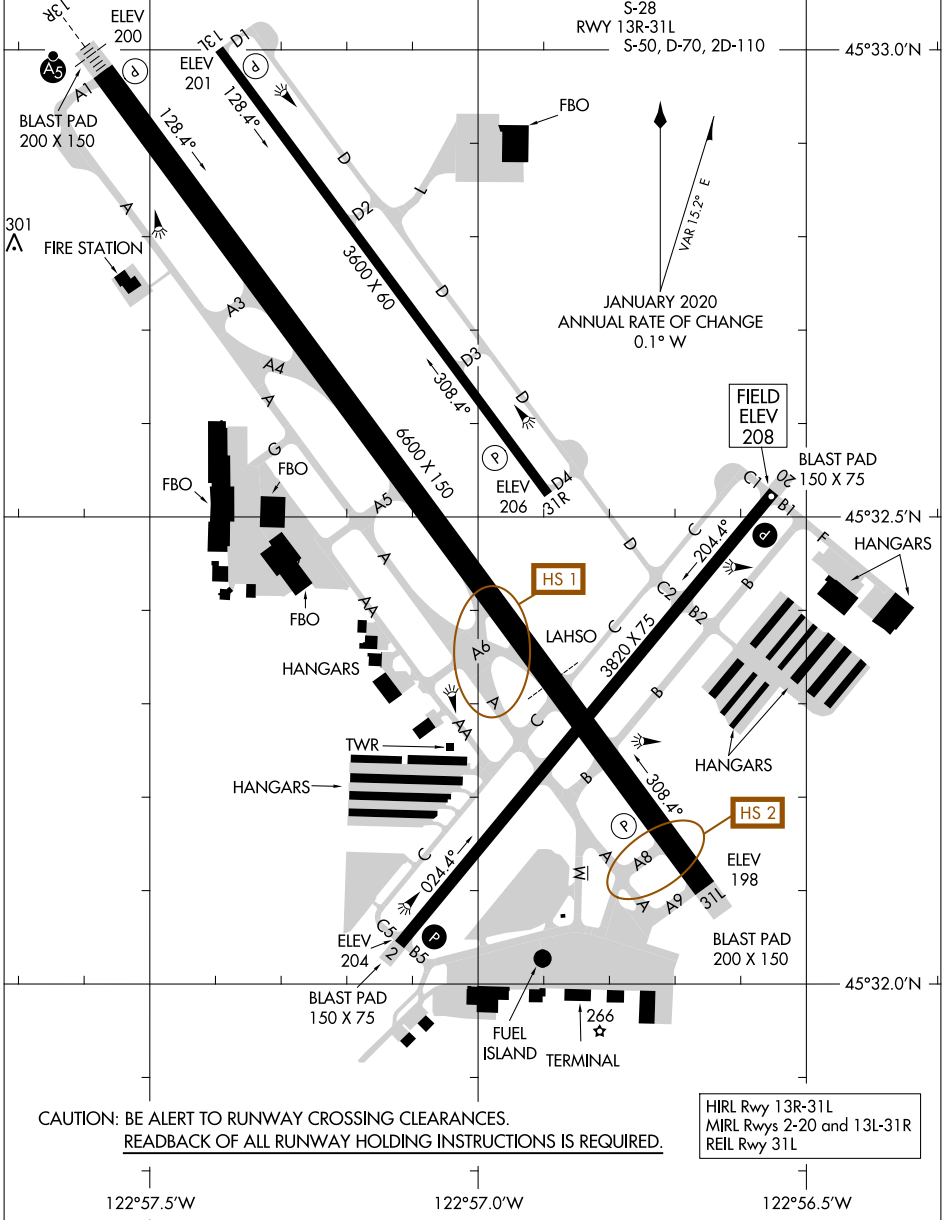 S-28
RWY 13R-31L
S-50, D-70, 2D-110
13R
ELEV
200
A5
P
A1
BLAST PAD
200 X 150
128.4°
13L
D1
ELEV
201
P
128.4°
45°33.0'N
FBO
D
L
D2
3600 X 60
D
VAR 15.2° E
JANUARY 2020
ANNUAL RATE OF CHANGE
0.1° W
301
A
FIRE STATION
A3
A4
A
D3
308.4°
D
FIELD
ELEV
208
G
6600 X 150
P
ELEV
206
D4
31R
BLAST PAD
150 X 75
C1
20
B1
FBO
FBO
A5
45°32.5'N
C
204.4°
P
F
HANGARS
A
D
HS 1
FBO
AA
C2
B
B2
C
3820 X 75
LAHSO
A6
HANGARS
B
A
C
AA
TWR
HANGARS
B
308.4°
HANGARS
HS 2
P
C
024.4°
A
A8
W
ELEV
198
A
A9
31L
C5
2
B5
P
ELEV
204
BLAST PAD
200 X 150
BLAST PAD
150 X 75
45°32.0'N
266
FUEL
ISLAND
TERMINAL
CAUTION: BE ALERT TO RUNWAY CROSSING CLEARANCES.
READBACK OF ALL RUNWAY HOLDING INSTRUCTIONS IS REQUIRED.
HIRL Rwy 13R-31L
MIRL Rwys 2-20 and 13L-31R
REIL Rwy 31L
122°57.5'W
122°57.0'W
122°56.5'W